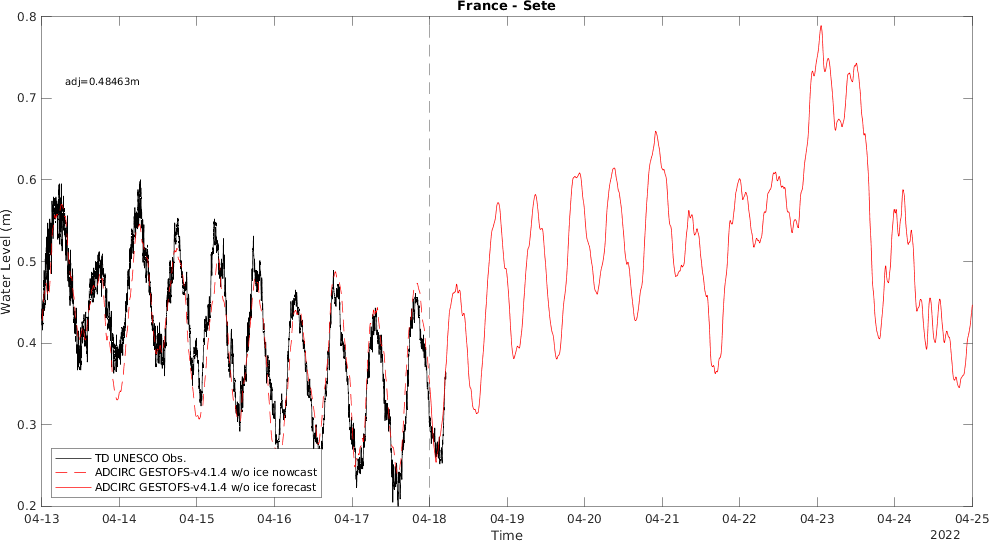 France - Sete
0.8
0.7
0.6
0.5
0.4
0.3
0.2
Water Level (m)
adj=0.48463m
TD UNESCO Obs.
ADCIRC GESTOFS-v4.1.4 w/o ice nowcast
ADCIRC GESTOFS-v4.1.4 w/o ice forecast
04-13 04-14 04-15 04-16 04-17 04-18 04-19 04-20 04-21 04-22 04-23 04-24 04-25
Time
2022